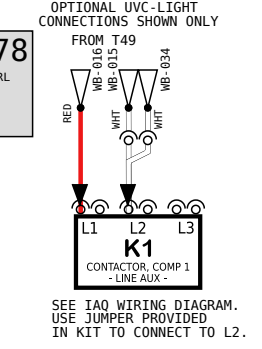 OPTIONAL UVC-LIGHT
CONNECTIONS SHOWN ONLY
FROM T49
78
RL
WB-016
WB-015
WB-034
RED
WHT
WHT
L1
L2
L3
K1
CONTACTOR, COMP 1
- LINE AUX -
SEE IAQ WIRING DIAGRAM.
USE JUMPER PROVIDED
IN KIT TO CONNECT TO L2.